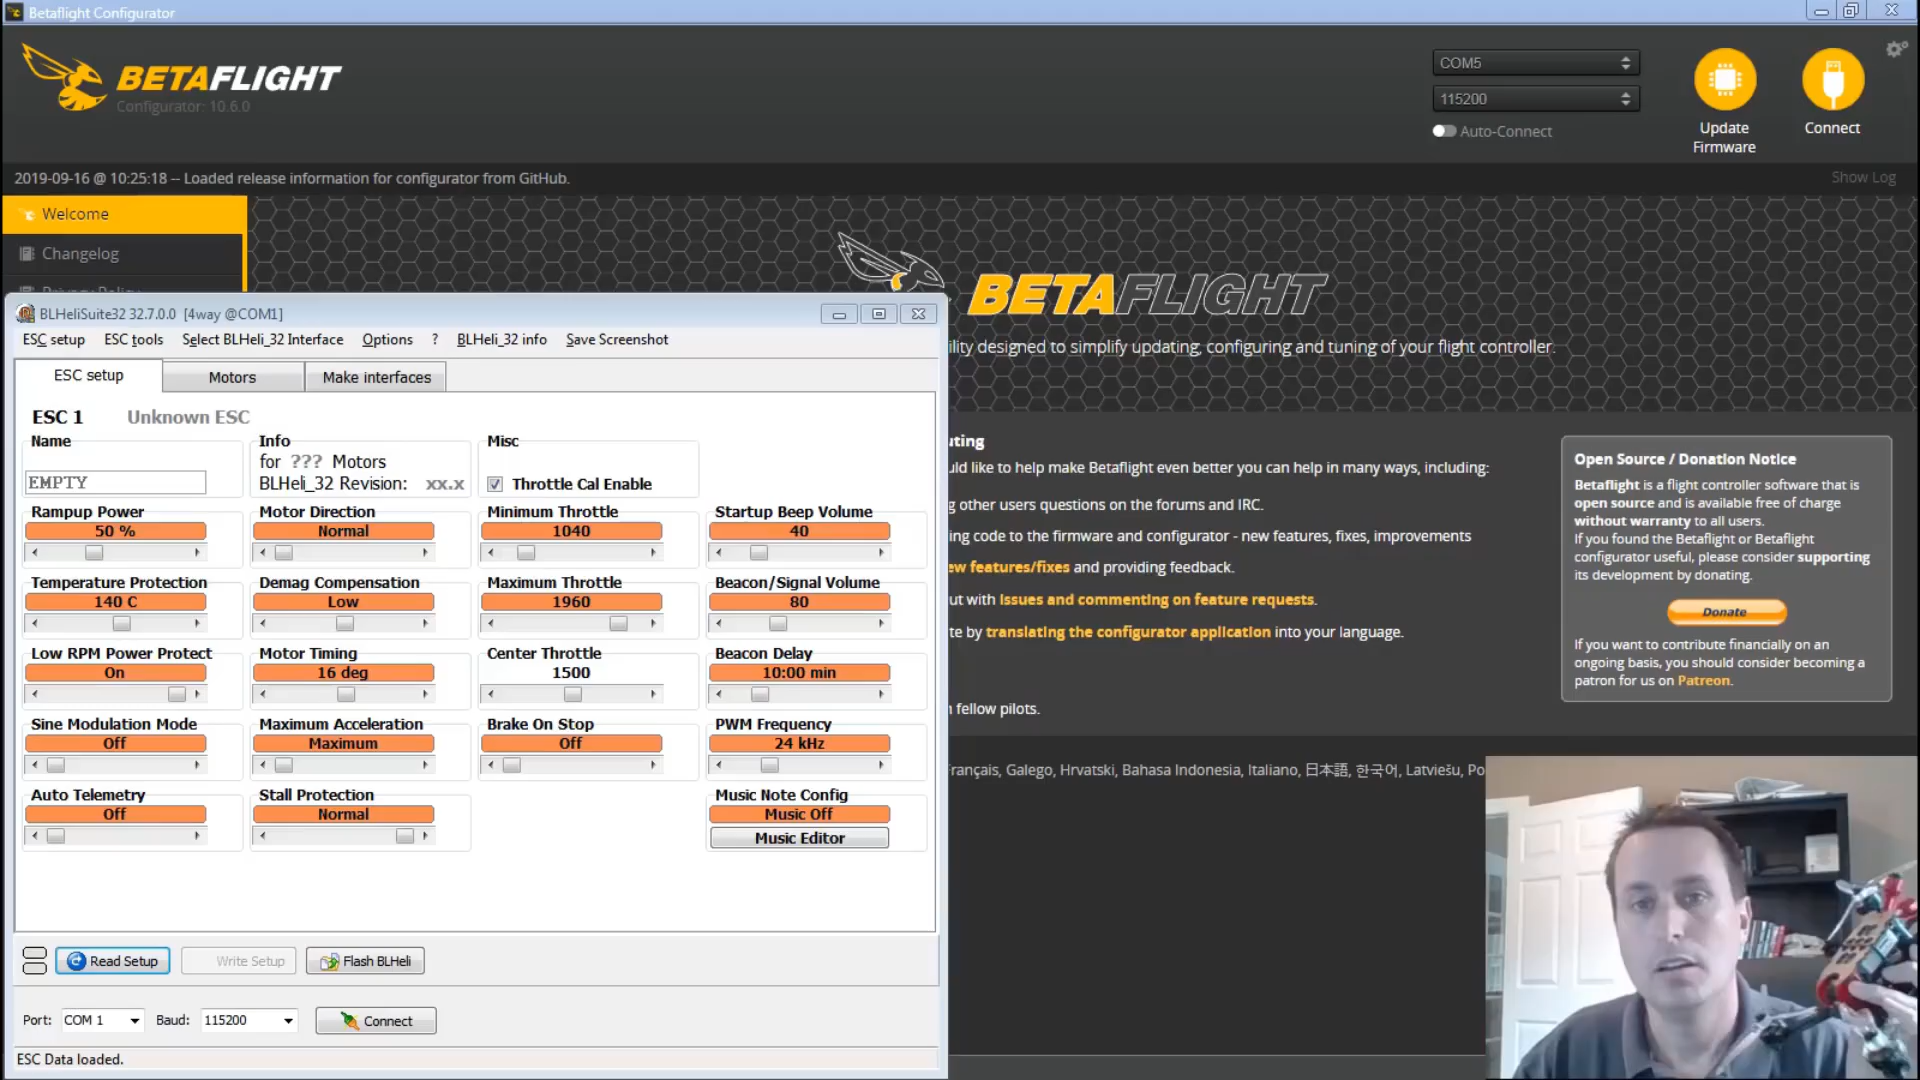 Betaflight Configurator
BETAFLIGHT
Configurator: 10.6.0
COM5
115200
Auto-Connect
Update
Firmware
Connect
2019-09-16 @ 10:25:18 -- Loaded release information for configurator from GitHub.
Show Log
Welcome
Changelog
Privacy Policy
BETAFLIGHT
ility designed to simplify updating, configuring and tuning of your flight controller.
BLHeliSuite32 32.7.0.0 [4way @COM1]
ESC setup ESC tools Select BLHeli_32 Interface Options ? BLHeli_32 info Save Screenshot
ESC setup Motors Make interfaces
ESC 1 Unknown ESC
Name
EMPTY
Info
for ??? Motors
BLHeli_32 Revision: xx.x
Misc
Throttle Cal Enable
Rampup Power
50 %
Motor Direction
Normal
Minimum Throttle
1040
Startup Beep Volume
40
Temperature Protection
140 C
Demag Compensation
Low
Maximum Throttle
1960
Beacon/Signal Volume
80
Low RPM Power Protect
On
Motor Timing
16 deg
Center Throttle
1500
Beacon Delay
10:00 min
Sine Modulation Mode
Off
Maximum Acceleration
Maximum
Brake On Stop
Off
PWM Frequency
24 kHz
Auto Telemetry
Off
Stall Protection
Normal
Music Note Config
Music Off
Music Editor
Read Setup Write Setup Flash BLHeli
Port: COM 1 Baud: 115200 Connect
ESC Data loaded.
uting
uld like to help make Betaflight even better you can help in many ways, including:
g other users questions on the forums and IRC.
ing code to the firmware and configurator - new features, fixes, improvements
ew features/fixes and providing feedback.
ut with issues and commenting on feature requests.
te by translating the configurator application into your language.
fellow pilots.
rançais, Galego, Hrvatski, Bahasa Indonesia, Italiano, 日本語, 한국어, Latviešu, Po
Open Source / Donation Notice
Betaflight is a flight controller software that is
open source and is available free of charge
without warranty to all users.
If you found the Betaflight or Betaflight
configurator useful, please consider supporting
its development by donating.
Donate
If you want to contribute financially on an
ongoing basis, you should consider becoming a
patron for us on Patreon.